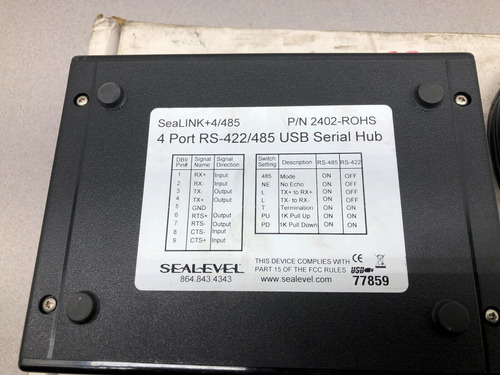 SeaLINK+4/485 P/N 2402-ROHS
4 Port RS-422/485 USB Serial Hub
DB9 Pin# Signal Name Signal Direction
1 RX+ Input
2 RX- Input
3 TX- Output
4 TX+ Output
5 GND
6 RTS+ Output
7 RTS- Output
8 CTS- Input
9 CTS+ Input
Switch Setting Description RS-485 RS-422
485 Mode ON OFF
NE No Echo ON OFF
L TX+ to RX+ ON OFF
L TX- to RX- ON OFF
T Termination ON ON
PU 1K Pull Up ON ON
PD 1K Pull Down ON ON
SEALEVEL
864.843.4343
THIS DEVICE COMPLIES WITH
PART 15 OF THE FCC RULES
www.sealevel.com
CE
USB
77859